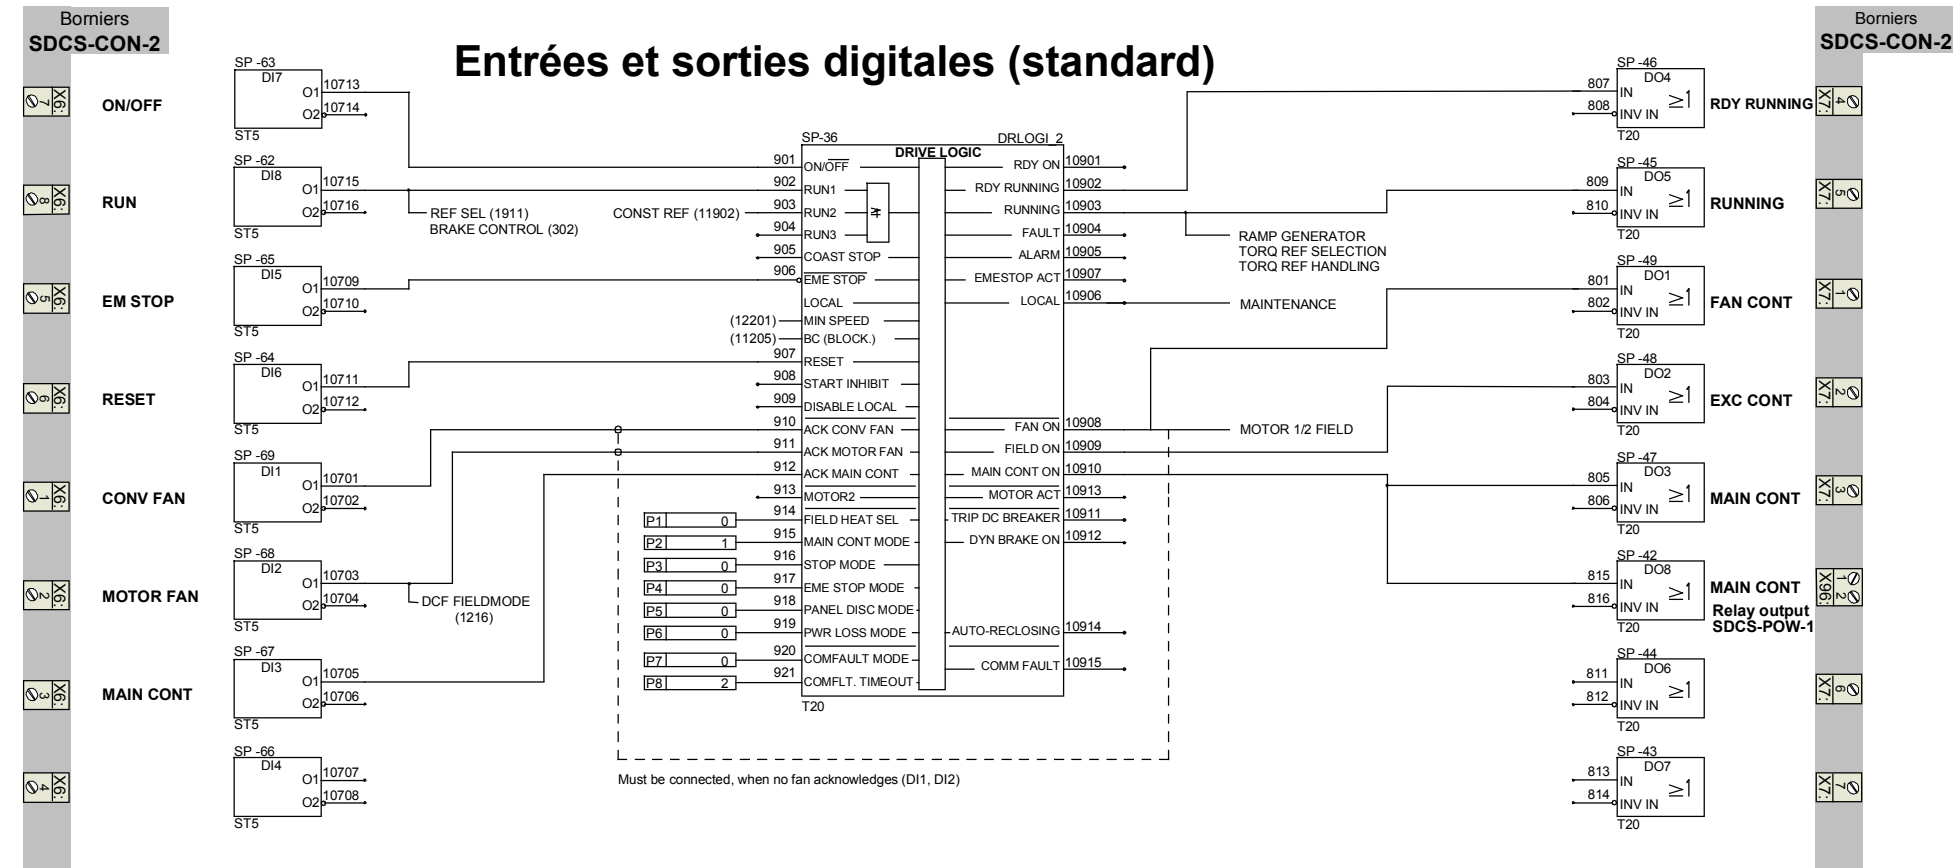 Borniers
SDCS-CON-2
Entrées et sorties digitales (standard)
Borniers
SDCS-CON-2
X6: 7
ON/OFF
SP -63
DI7
O1 10713
O2 10714
ST5
X6: 8
RUN
SP -62
DI8
O1 10715
O2 10716
ST5
REF SEL (1911)
BRAKE CONTROL (302)
X6: 5
EM STOP
SP -65
DI5
O1 10709
O2 10710
ST5
X6: 6
RESET
SP -64
DI6
O1 10711
O2 10712
ST5
X6: 1
CONV FAN
SP -69
DI1
O1 10701
O2 10702
ST5
X6: 2
MOTOR FAN
SP -68
DI2
O1 10703
O2 10704
ST5
DCF FIELDMODE
(1216)
X6: 3
MAIN CONT
SP -67
DI3
O1 10705
O2 10706
ST5
X6: 4
SP -66
DI4
O1 10707
O2 10708
ST5
SP-36
DRLOGI_2
DRIVE LOGIC
901 ON/OFF
902 RUN1
CONST REF (11902) 903 RUN2
904 RUN3
905 COAST STOP
906 EME STOP
LOCAL
(12201) MIN SPEED
(11205) BC (BLOCK.)
907 RESET
908 START INHIBIT
909 DISABLE LOCAL
910 ACK CONV FAN
911 ACK MOTOR FAN
912 ACK MAIN CONT
913 MOTOR2
P1 0 914 FIELD HEAT SEL
P2 1 915 MAIN CONT MODE
P3 0 916 STOP MODE
P4 0 917 EME STOP MODE
P5 0 918 PANEL DISC MODE
P6 0 919 PWR LOSS MODE
P7 0 920 COMFAULT MODE
P8 2 921 COMFLT. TIMEOUT
T20
RDY ON 10901
RDY RUNNING 10902
RUNNING 10903
FAULT 10904
ALARM 10905
EMESTOP ACT 10907
LOCAL 10906
FAN ON 10908
FIELD ON 10909
MAIN CONT ON 10910
MOTOR ACT 10913
TRIP DC BREAKER 10911
DYN BRAKE ON 10912
AUTO-RECLOSING 10914
COMM FAULT 10915
RAMP GENERATOR
TORQ REF SELECTION
TORQ REF HANDLING
MAINTENANCE
MOTOR 1/2 FIELD
Must be connected, when no fan acknowledges (DI1, DI2)
SP -46
DO4
807 IN
808 INV IN
≥1
T20
RDY RUNNING
X7: 4
SP -45
DO5
809 IN
810 INV IN
≥1
T20
RUNNING
X7: 5
SP -49
DO1
801 IN
802 INV IN
≥1
T20
FAN CONT
X7: 1
SP -48
DO2
803 IN
804 INV IN
≥1
T20
EXC CONT
X7: 2
SP -47
DO3
805 IN
806 INV IN
≥1
T20
MAIN CONT
X7: 3
SP -42
DO8
815 IN
816 INV IN
≥1
T20
MAIN CONT
Relay output
SDCS-POW-1
X96: 1 2
SP -44
DO6
811 IN
812 INV IN
≥1
T20
X7: 6
SP -43
DO7
813 IN
814 INV IN
≥1
T20
X7: 7